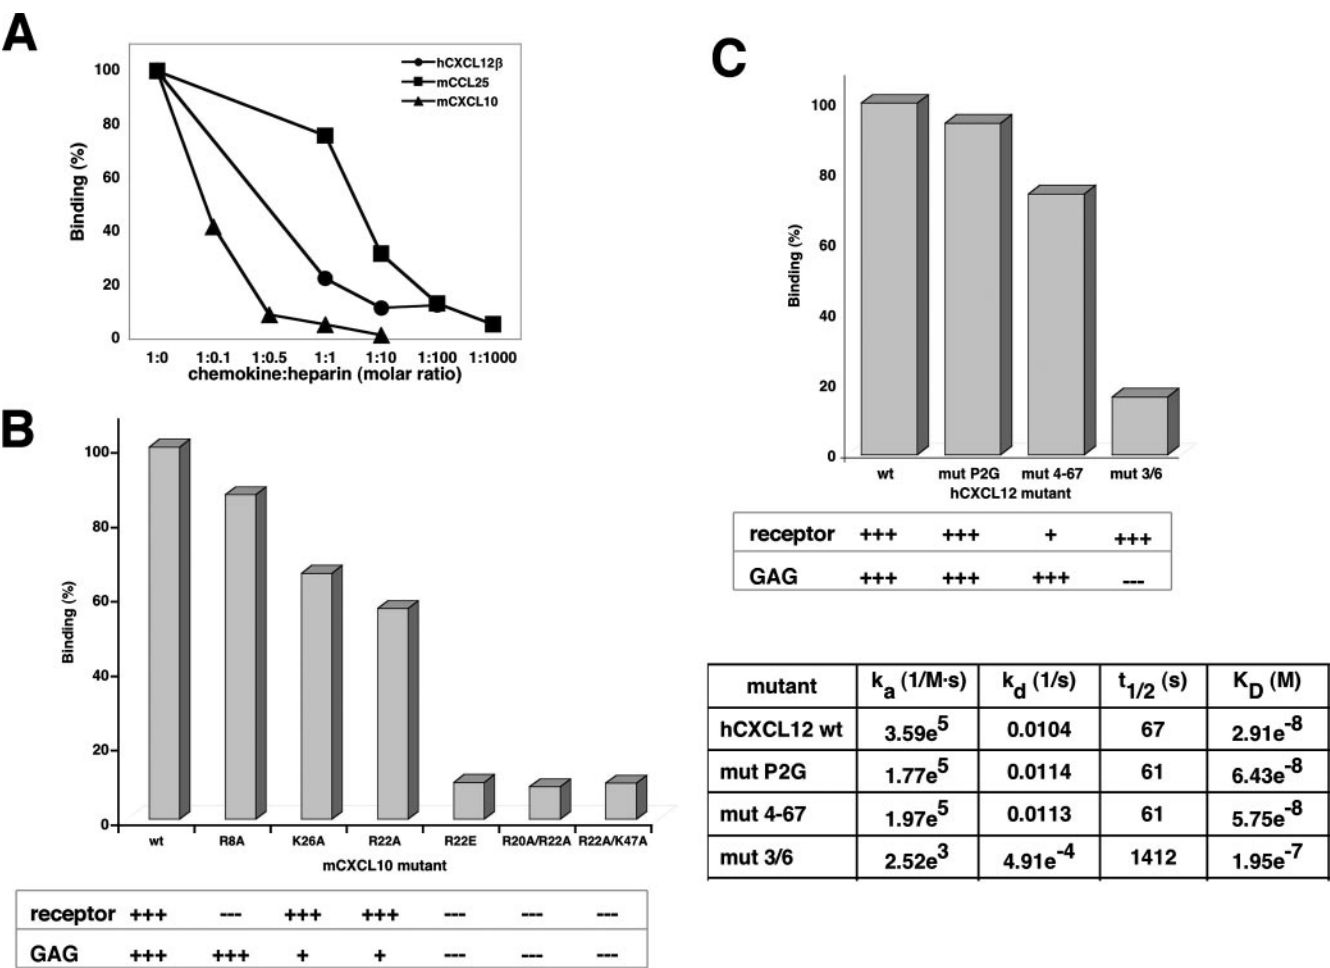 A
hCXCL12β
mCCL25
mCXCL10
100
80
60
40
20
0
Binding (%)
1:0 1:0.1 1:0.5 1:1 1:10 1:100 1:1000
chemokine:heparin (molar ratio)
B
100
80
60
40
20
0
Binding (%)
wt R8A K26A R22A R22E R20A/R22A R22A/K47A
mCXCL10 mutant
receptor +++ --- +++ +++ --- --- ---
GAG +++ +++ + + --- --- ---
C
100
80
60
40
20
0
Binding (%)
wt mut P2G mut 4-67 mut 3/6
hCXCL12 mutant
receptor +++ +++ + +++
GAG +++ +++ +++ ---
mutant ka (1/M·s) kd (1/s) t1/2 (s) KD (M)
hCXCL12 wt 3.59e5 0.0104 67 2.91e-8
mut P2G 1.77e5 0.0114 61 6.43e-8
mut 4-67 1.97e5 0.0113 61 5.75e-8
mut 3/6 2.52e3 4.91e-4 1412 1.95e-7